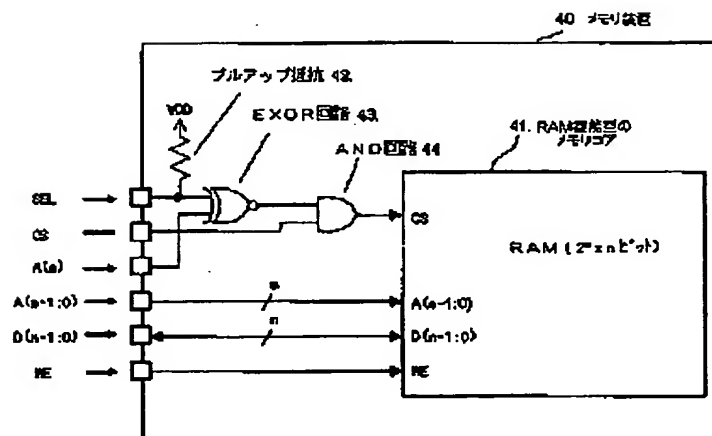 40 メモリ装置
プルアップ抵抗 42
VDD
EXOR回路 43
AND回路 44
41. RAM機能型の
メモリコア
SEL
CS
A(m)
A(m-1:0)
D(n-1:0)
WE
m
n
CS
A(m-1:0)
D(n-1:0)
WE
RAM (2ᵐ×nビット)